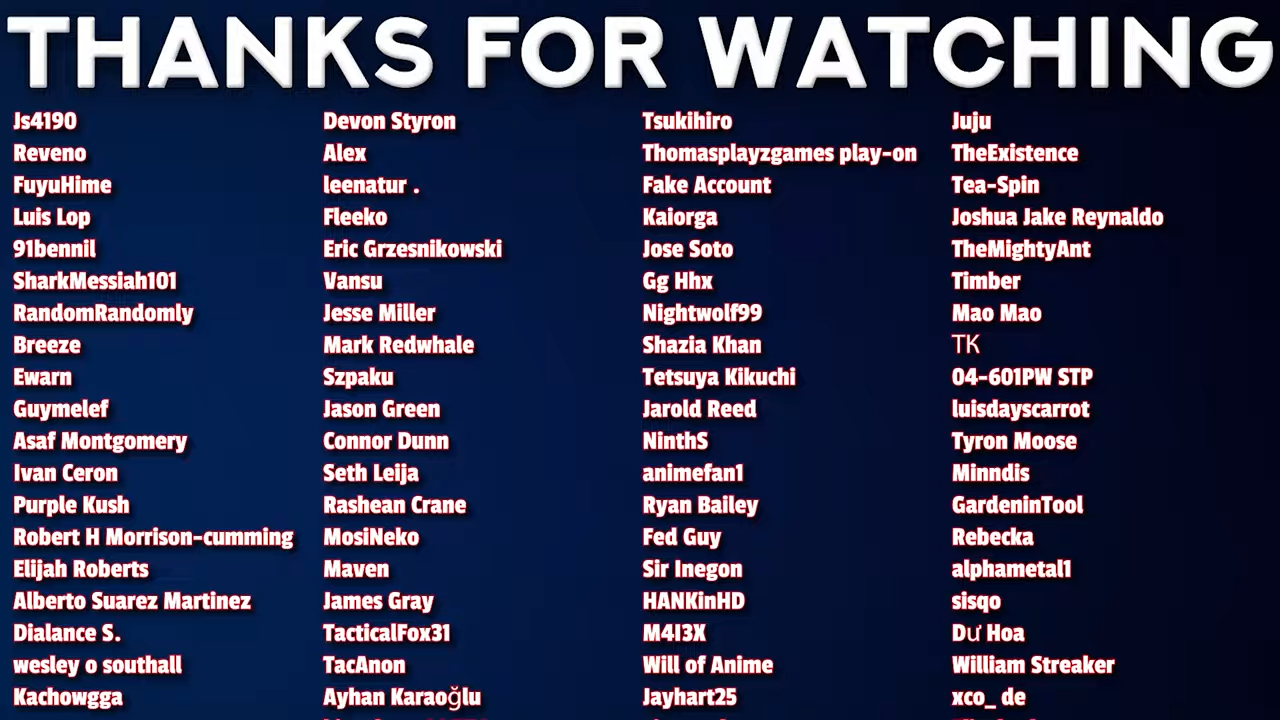 THANKS FOR WATCHING
Js4190
Reveno
FuyuHime
Luis Lop
91bennil
SharkMessiah101
RandomRandomly
Breeze
Ewarn
Guymelef
Asaf Montgomery
Ivan Ceron
Purple Kush
Robert H Morrison-cumming
Elijah Roberts
Alberto Suarez Martinez
Dialance S.
wesley o southall
Kachowgga
Devon Styron
Alex
leenatur .
Fleeko
Eric Grzesnikowski
Vansu
Jesse Miller
Mark Redwhale
Szpaku
Jason Green
Connor Dunn
Seth Leija
Rashean Crane
MosiNeko
Maven
James Gray
TacticalFox31
TacAnon
Ayhan Karaoğlu
Tsukihiro
Thomasplayzgames play-on
Fake Account
Kaiorga
Jose Soto
Gg Hhx
Nightwolf99
Shazia Khan
Tetsuya Kikuchi
Jarold Reed
NinthS
animefan1
Ryan Bailey
Fed Guy
Sir Inegon
HANKinHD
M4I3X
Will of Anime
Jayhart25
Juju
TheExistence
Tea-Spin
Joshua Jake Reynaldo
TheMightyAnt
Timber
Mao Mao
TK
04-601PW STP
luisdayscarrot
Tyron Moose
Minndis
GardeninTool
Rebecka
alphametal1
sisqo
Dư Hoa
William Streaker
xco_ de